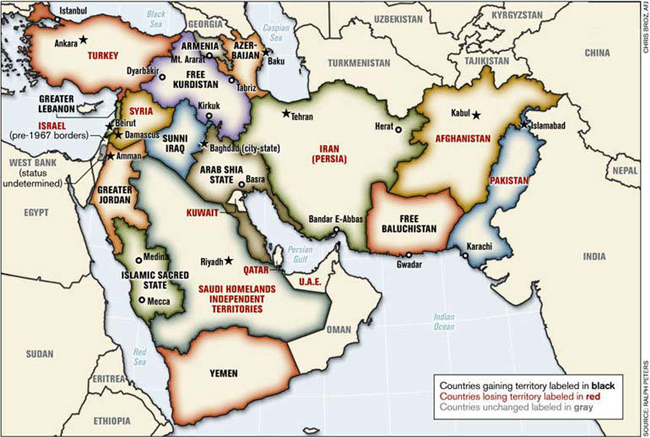 CHRIS BROZ, AFJ
Istanbul
Black
Sea
GEORGIA
Caspian
Sea
UZBEKISTAN
KYRGYZSTAN
Ankara
TURKEY
ARMENIA
Mt. Ararat
AZER-
BAIJAN
Baku
TURKMENISTAN
TAJIKISTAN
CHINA
Dyarbakir
FREE
KURDISTAN
Tabriz
GREATER
LEBANON
SYRIA
Kirkuk
Tehran
Herat
Kabul
AFGHANISTAN
Islamabad
ISRAEL
(pre-1967 borders)
Beirut
Damascus
SUNNI
IRAQ
Baghdad (city-state)
IRAN
(PERSIA)
WEST BANK
(status
undetermined)
Amman
ARAB SHIA
STATE
Basra
PAKISTAN
NEPAL
GREATER
JORDAN
EGYPT
KUWAIT
FREE
BALUCHISTAN
Bandar E-Abbas
Karachi
Gwadar
INDIA
Medina
ISLAMIC SACRED
STATE
Mecca
Riyadh
Persian
Gulf
QATAR
U.A.E.
SAUDI HOMELANDS
INDEPENDENT
TERRITORIES
OMAN
Indian
Ocean
Red
Sea
SUDAN
YEMEN
ERITREA
ETHIOPIA
Countries gaining territory labeled in black
Countries losing territory labeled in red
Countries unchanged labeled in gray
SOURCE: RALPH PETERS